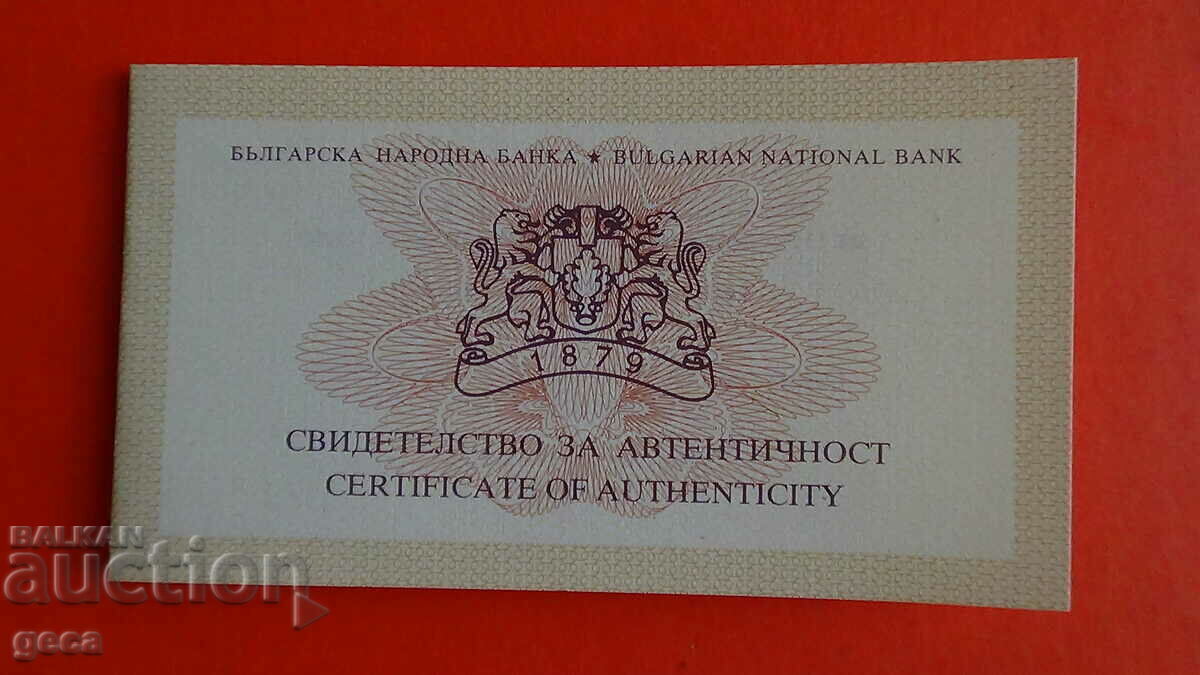 БЪЛГАРСКА НАРОДНА БАНКА ★ BULGARIAN NATIONAL BANK
1879
СВИДЕТЕЛСТВО ЗА АВТЕНТИЧНОСТ
CERTIFICATE OF AUTHENTICITY
BALKAN
auction
geca